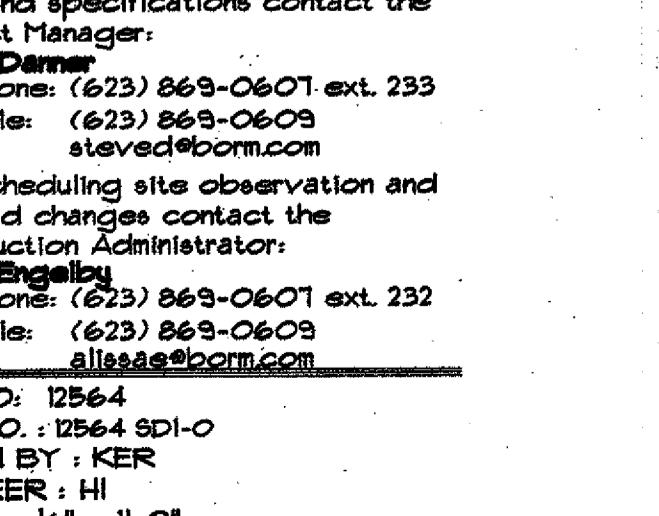 nd specifications contact the
t Manager:
Danner
one: (623) 869-0607 ext. 233
le: (623) 869-0609
steved@borm.com
heduling site observation and
d changes contact the
uction Administrator:
Engelby
one: (623) 869-0607 ext. 232
le: (623) 869-0609
alissae@borm.com
O: 12564
O. : 12564 SD1-O
N BY : KER
EER : HI